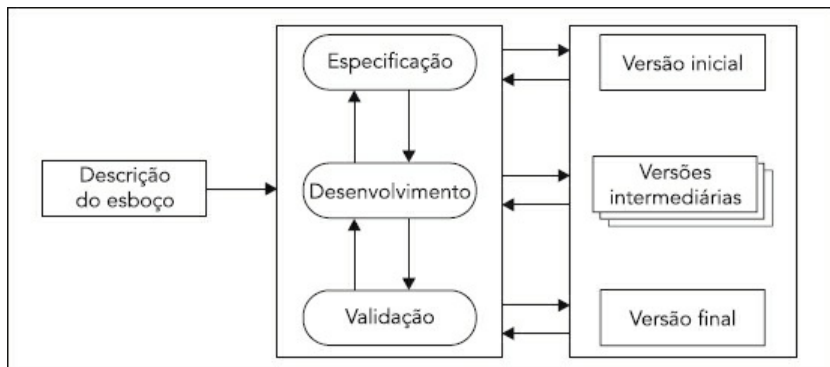 Especificação
Versão inicial
Descrição
do esboço
Desenvolvimento
Versões
intermediárias
Validação
Versão final